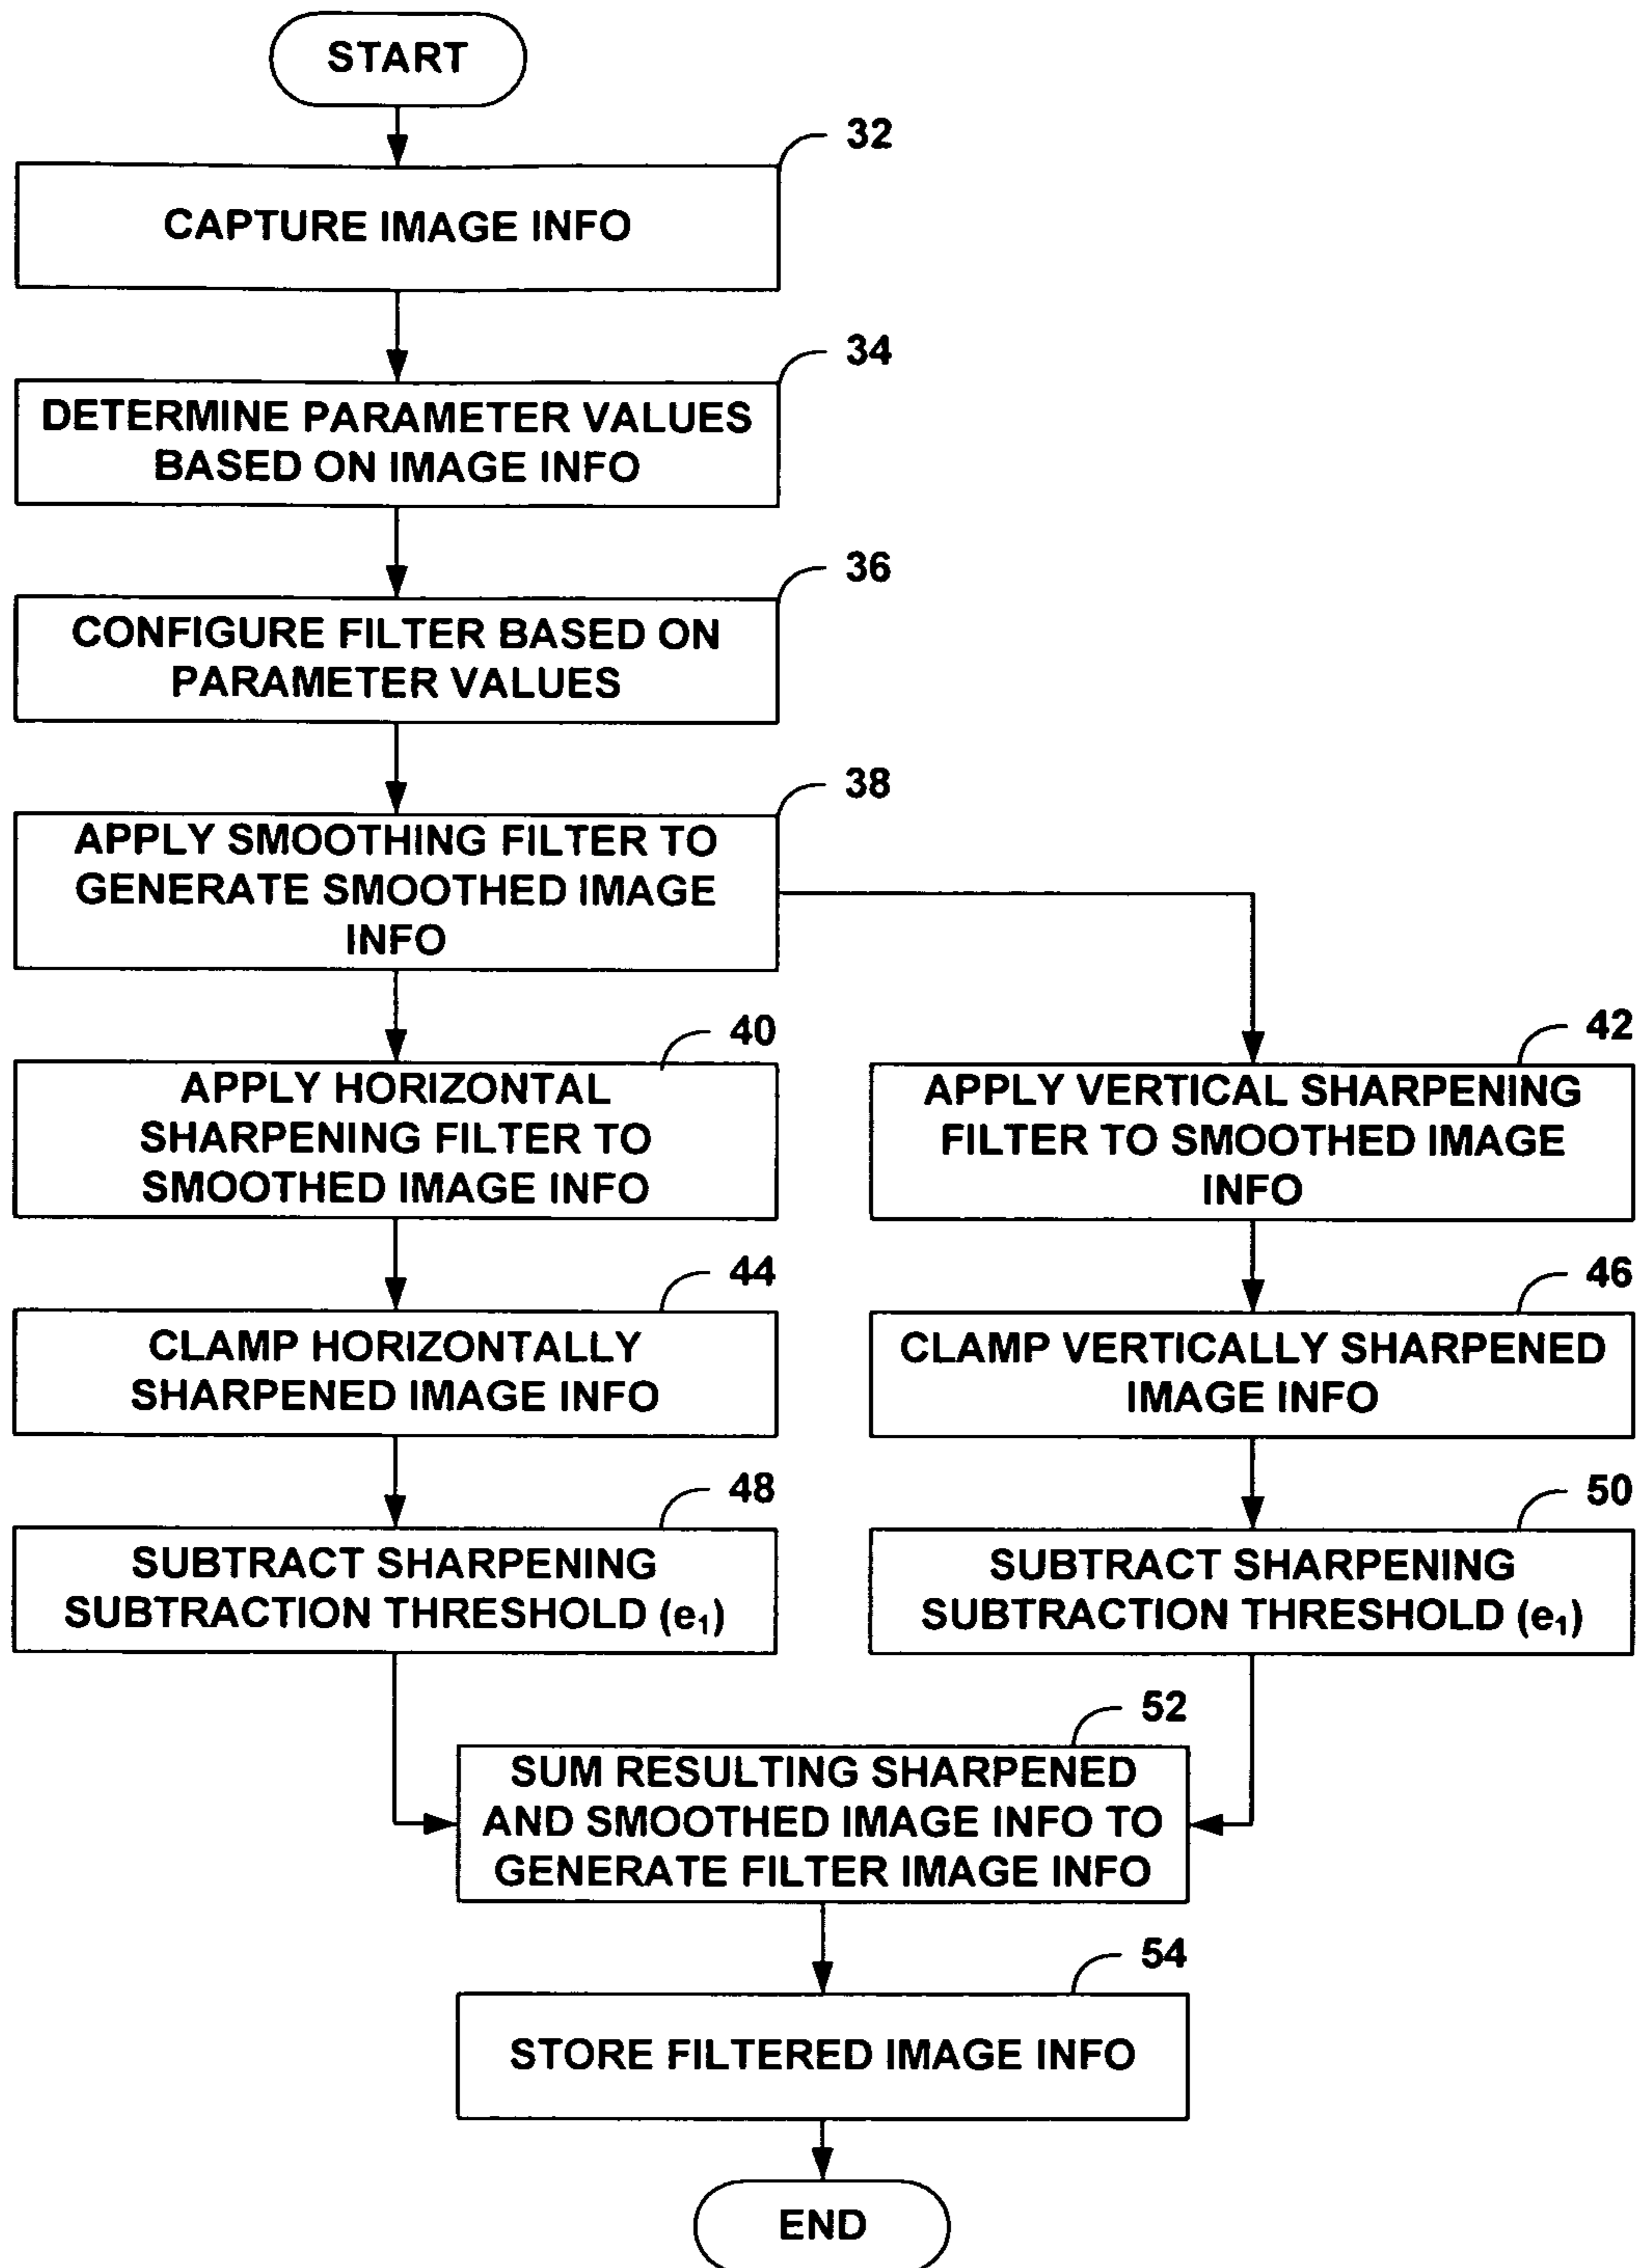 START
32
CAPTURE IMAGE INFO
34
DETERMINE PARAMETER VALUES
BASED ON IMAGE INFO
36
CONFIGURE FILTER BASED ON
PARAMETER VALUES
38
APPLY SMOOTHING FILTER TO
GENERATE SMOOTHED IMAGE
INFO
40
APPLY HORIZONTAL
SHARPENING FILTER TO
SMOOTHED IMAGE INFO
42
APPLY VERTICAL SHARPENING
FILTER TO SMOOTHED IMAGE
INFO
44
CLAMP HORIZONTALLY
SHARPENED IMAGE INFO
46
CLAMP VERTICALLY SHARPENED
IMAGE INFO
48
SUBTRACT SHARPENING
SUBTRACTION THRESHOLD (e₁)
50
SUBTRACT SHARPENING
SUBTRACTION THRESHOLD (e₁)
52
SUM RESULTING SHARPENED
AND SMOOTHED IMAGE INFO TO
GENERATE FILTER IMAGE INFO
54
STORE FILTERED IMAGE INFO
END